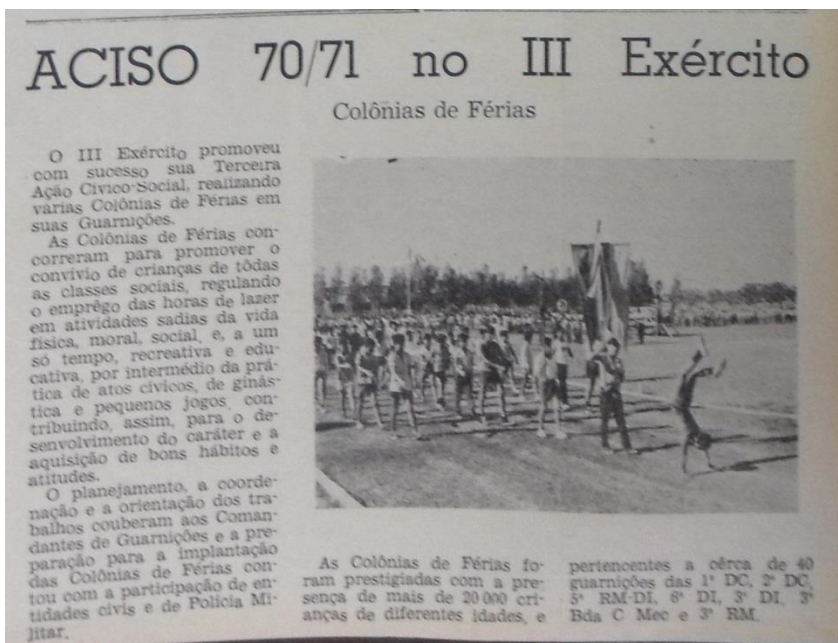 ACISO 70/71 no III Exército
Colônias de Férias
O III Exército promoveu
com sucesso sua Terceira
Ação Cívico-Social, realizando
varias Colônias de Férias em
suas Guarnições.
As Colônias de Férias con-
correram para promover o
convívio de crianças de tôdas
as classes sociais, regulando
o emprêgo das horas de lazer
em atividades sadias da vida
física, moral, social, e, a um
só tempo, recreativa e edu-
cativa, por intermédio da prá-
tica de atos cívicos, de ginás-
tica e pequenos jogos, con-
tribuindo, assim, para o de-
senvolvimento do caráter e a
aquisição de bons hábitos e
atitudes.
O planejamento, a coorde-
nação e a orientação dos tra-
balhos couberam aos Coman-
dantes de Guarnições e a pre-
paração para a implantação
das Colônias de Férias con-
tou com a participação de en-
tidades civis e de Polícia Mi-
litar.
As Colônias de Férias fo-
ram prestigiadas com a pre-
sença de mais de 20 000 cri-
anças de diferentes idades, e
pertencentes a cêrca de 40
guarnições das 1ª DC, 2ª DC,
5ª RM-DI, 6ª DI, 3ª DI, 3ª
Bda C Mec e 3ª RM.